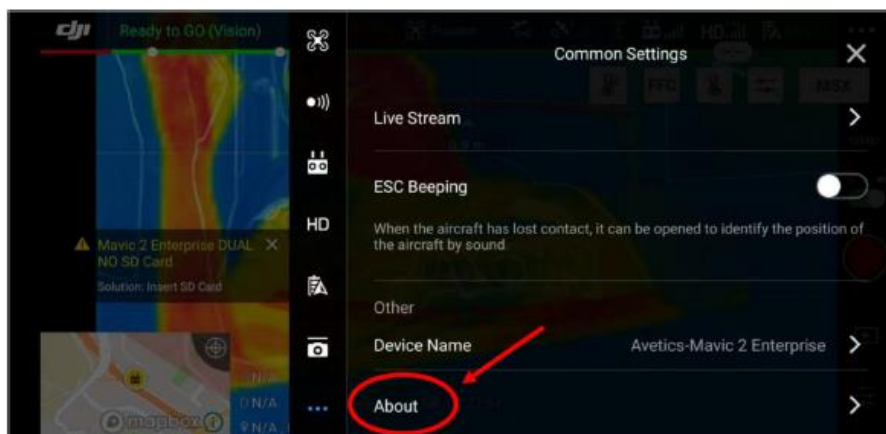 dji
Ready to GO (Vision)
HD
Common Settings
FFC
MSX
Live Stream
ESC Beeping
When the aircraft has lost contact, it can be opened to identify the position of
the aircraft by sound
HD
Mavic 2 Enterprise DUAL
NO SD Card
Solution: Insert SD Card
Other
Device Name
Avetics-Mavic 2 Enterprise
About
mapbox
N/A
D N/A
N/A